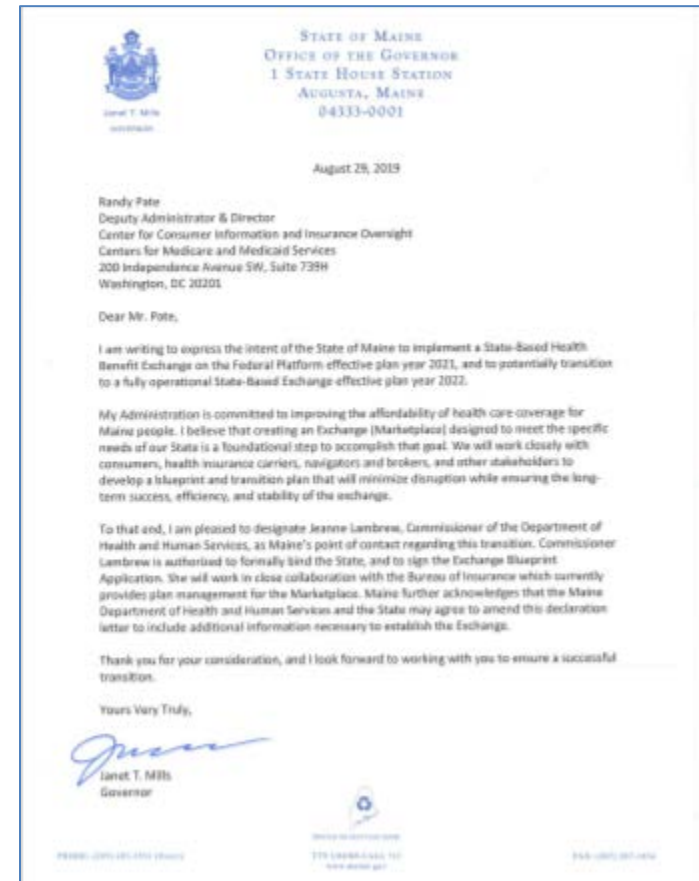 STATE OF MAINE
OFFICE OF THE GOVERNOR
1 STATE HOUSE STATION
AUGUSTA, MAINE
04333-0001
Janet T. Mills
GOVERNOR
August 29, 2019
Randy Pate
Deputy Administrator & Director
Center for Consumer Information and Insurance Oversight
Centers for Medicare and Medicaid Services
200 Independence Avenue SW, Suite 739H
Washington, DC 20201
Dear Mr. Pate,
I am writing to express the intent of the State of Maine to implement a State-Based Health
Benefit Exchange on the Federal Platform effective plan year 2021, and to potentially transition
to a fully operational State-Based Exchange effective plan year 2022.
My Administration is committed to improving the affordability of health care coverage for
Maine people. I believe that creating an Exchange (Marketplace) designed to meet the specific
needs of our State is a foundational step to accomplish that goal. We will work closely with
consumers, health insurance carriers, navigators and brokers, and other stakeholders to
develop a blueprint and transition plan that will minimize disruption while ensuring the long-
term success, efficiency, and stability of the exchange.
To that end, I am pleased to designate Jeanne Lambrew, Commissioner of the Department of
Health and Human Services, as Maine's point of contact regarding this transition. Commissioner
Lambrew is authorized to formally bind the State, and to sign the Exchange Blueprint
Application. She will work in close collaboration with the Bureau of Insurance which currently
provides plan management for the Marketplace. Maine further acknowledges that the Maine
Department of Health and Human Services and the State may agree to amend this declaration
letter to include additional information necessary to establish the Exchange.
Thank you for your consideration, and I look forward to working with you to ensure a successful
transition.
Yours Very Truly,
Janet T. Mills
Governor
www.maine.gov